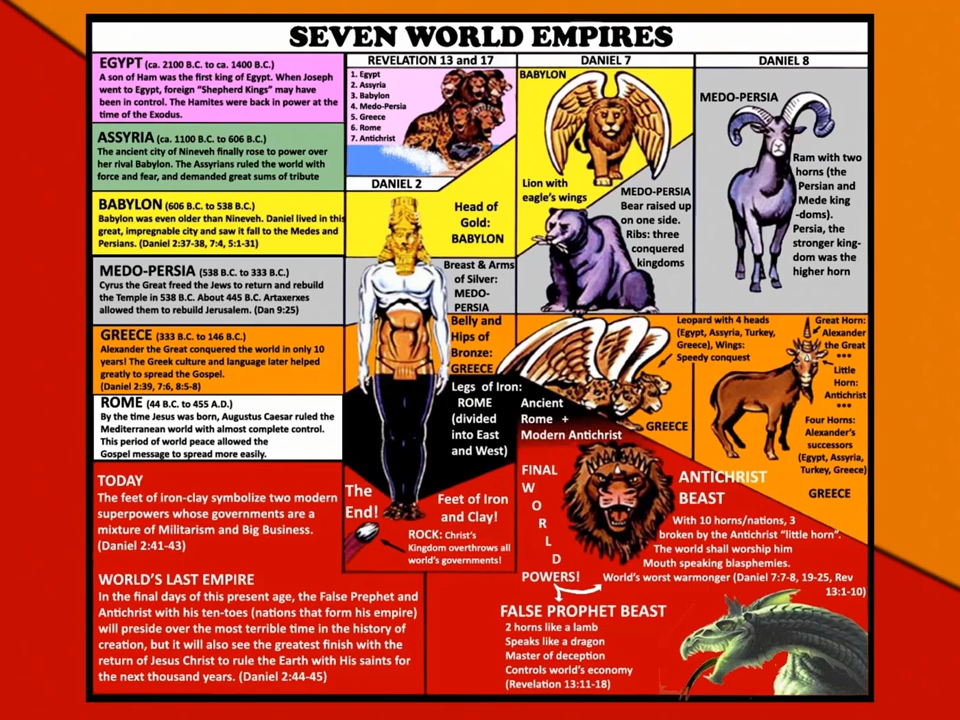 SEVEN WORLD EMPIRES
EGYPT (ca. 2100 B.C. to ca. 1400 B.C.)
A son of Ham was the first king of Egypt. When Joseph
went to Egypt, foreign "Shepherd Kings" may have
been in control. The Hamites were back in power at the
time of the Exodus.
ASSYRIA (ca. 1100 B.C. to 606 B.C.)
The ancient city of Nineveh finally rose to power over
her rival Babylon. The Assyrians ruled the world with
force and fear, and demanded great sums of tribute
BABYLON (606 B.C. to 538 B.C.)
Babylon was even older than Nineveh. Daniel lived in this
great, impregnable city and saw it fall to the Medes and
Persians. (Daniel 2:37-38, 7:4, 5:1-31)
MEDO-PERSIA (538 B.C. to 333 B.C.)
Cyrus the Great freed the Jews to return and rebuild
the Temple in 538 B.C. About 445 B.C. Artaxerxes
allowed them to rebuild Jerusalem. (Dan 9:25)
GREECE (333 B.C. to 146 B.C.)
Alexander the Great conquered the world in only 10
years! The Greek culture and language later helped
greatly to spread the Gospel.
(Daniel 2:39, 7:6, 8:5-8)
ROME (44 B.C. to 455 A.D.)
By the time Jesus was born, Augustus Caesar ruled the
Mediterranean world with almost complete control.
This period of world peace allowed the
Gospel message to spread more easily.
TODAY
The feet of iron-clay symbolize two modern
superpowers whose governments are a
mixture of Militarism and Big Business.
(Daniel 2:41-43)
WORLD'S LAST EMPIRE
In the final days of this present age, the False Prephet and
Antichrist with his ten-toes (nations that form his empire)
will preside over the most terrible time in the history of
creation, but it will also see the greatest finish with the
return of Jesus Christ to rule the Earth with His saints for
the next thousand years. (Daniel 2:44-45)
REVELATION 13 and 17
1. Egypt
2. Assyria
3. Babylon
4. Medo-Persia
5. Greece
6. Rome
7. Antichrist
DANIEL 2
Head of
Gold:
BABYLON
Breast & Arms
of Silver:
MEDO-
PERSIA
Belly and
Hips of
Bronze:
GREECE
Legs of Iron:
ROME
(divided
into East
and West)
The
End!
Feet of Iron
and Clay!
ROCK: Christ's
Kingdom overthrows all
world's governments!
DANIEL 7
BABYLON
Lion with
eagle's wings
MEDO-PERSIA
Bear raised up
on one side.
Ribs: three
conquered
kingdoms
Leopard with 4 heads
(Egypt, Assyria, Turkey,
Greece), Wings:
Speedy conquest
GREECE
Ancient
Rome +
Modern Antichrist
FINAL
WORLD
POWERS!
DANIEL 8
MEDO-PERSIA
Ram with two
horns (the
Persian and
Mede king
-doms).
Persia, the
stronger king-
dom was the
higher horn
Great Horn:
Alexander
the Great
***
Little
Horn:
Antichrist
***
Four Horns:
Alexander's
successors
(Egypt, Assyria,
Turkey, Greece)
GREECE
ANTICHRIST
BEAST
With 10 horns/nations, 3
broken by the Antichrist "little horn".
The world shall worship him
Mouth speaking blasphemies.
World's worst warmonger (Daniel 7:7-8, 19-25, Rev
13:1-10)
FALSE PROPHET BEAST
2 horns like a lamb
Speaks like a dragon
Master of deception
Controls world's economy
(Revelation 13:11-18)